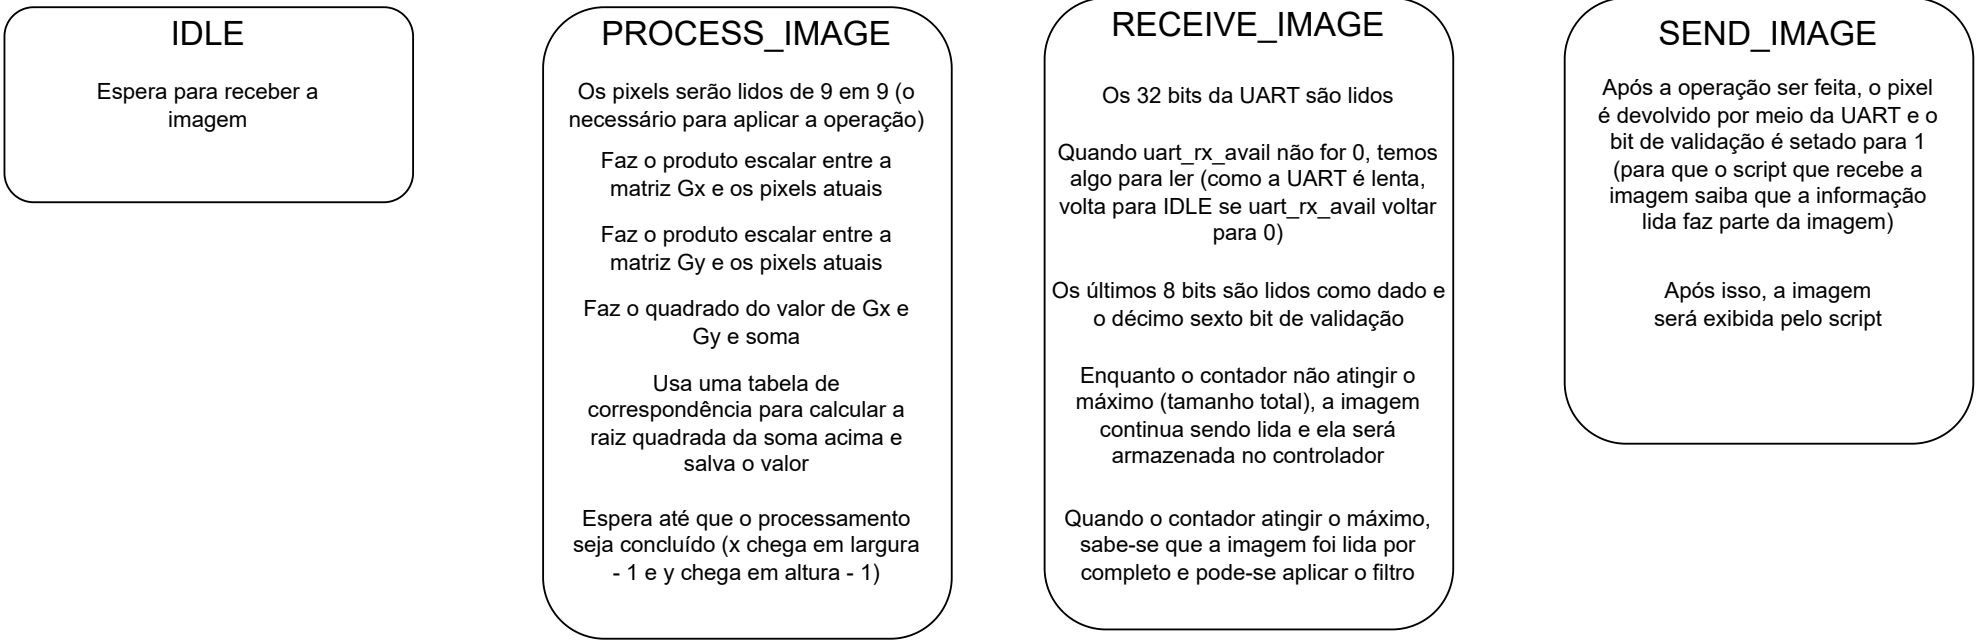 IDLE
Espera para receber a
imagem
PROCESS_IMAGE
Os pixels serão lidos de 9 em 9 (o
necessário para aplicar a operação)
Faz o produto escalar entre a
matriz Gx e os pixels atuais
Faz o produto escalar entre a
matriz Gy e os pixels atuais
Faz o quadrado do valor de Gx e
Gy e soma
Usa uma tabela de
correspondência para calcular a
raiz quadrada da soma acima e
salva o valor
Espera até que o processamento
seja concluído (x chega em largura
- 1 e y chega em altura - 1)
RECEIVE_IMAGE
Os 32 bits da UART são lidos
Quando uart_rx_avail não for 0, temos
algo para ler (como a UART é lenta,
volta para IDLE se uart_rx_avail voltar
para 0)
Os últimos 8 bits são lidos como dado e
o décimo sexto bit de validação
Enquanto o contador não atingir o
máximo (tamanho total), a imagem
continua sendo lida e ela será
armazenada no controlador
Quando o contador atingir o máximo,
sabe-se que a imagem foi lida por
completo e pode-se aplicar o filtro
SEND_IMAGE
Após a operação ser feita, o pixel
é devolvido por meio da UART e o
bit de validação é setado para 1
(para que o script que recebe a
imagem saiba que a informação
lida faz parte da imagem)
Após isso, a imagem
será exibida pelo script